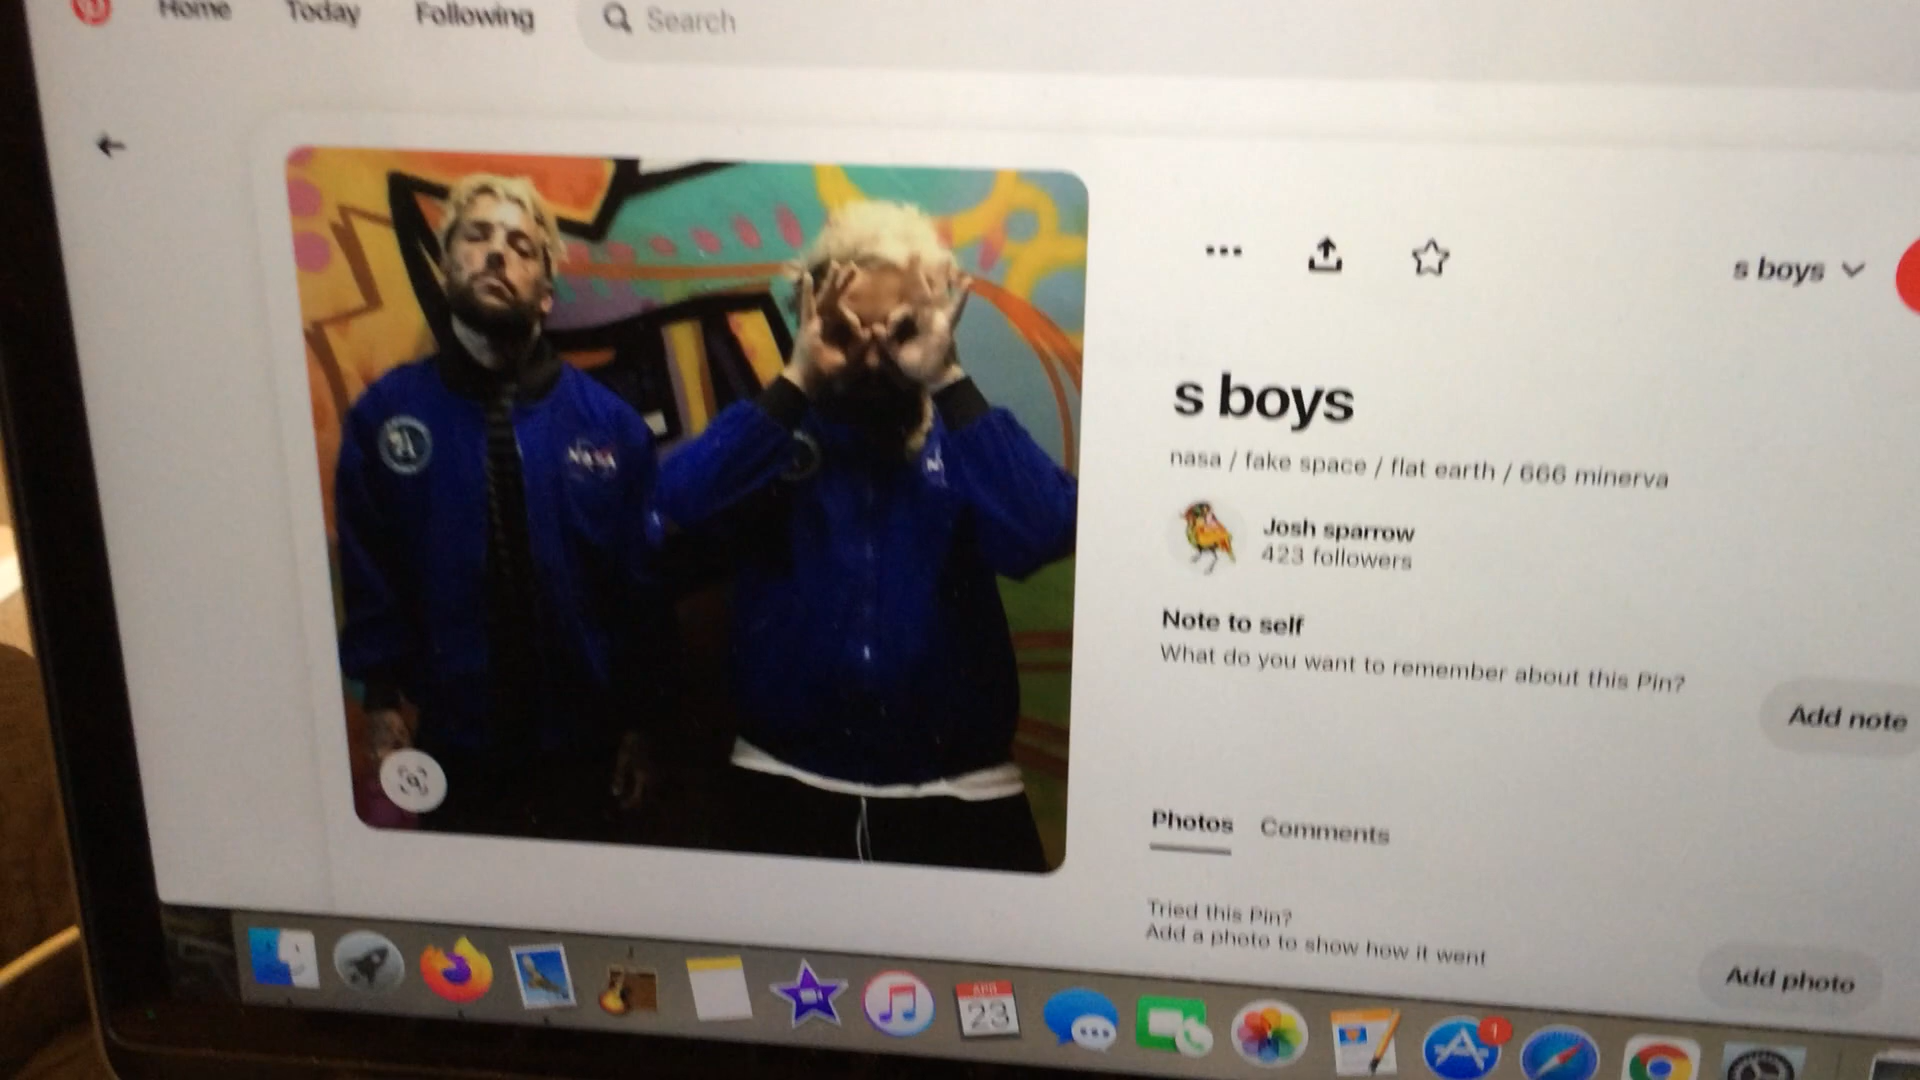 Home Today Following Search
s boys
s boys
nasa / fake space / flat earth / 666 minerva
Josh sparrow
423 followers
Note to self
What do you want to remember about this Pin?
Add note
Photos Comments
Tried this Pin?
Add a photo to show how it went
Add photo
NASA
APR
23
1